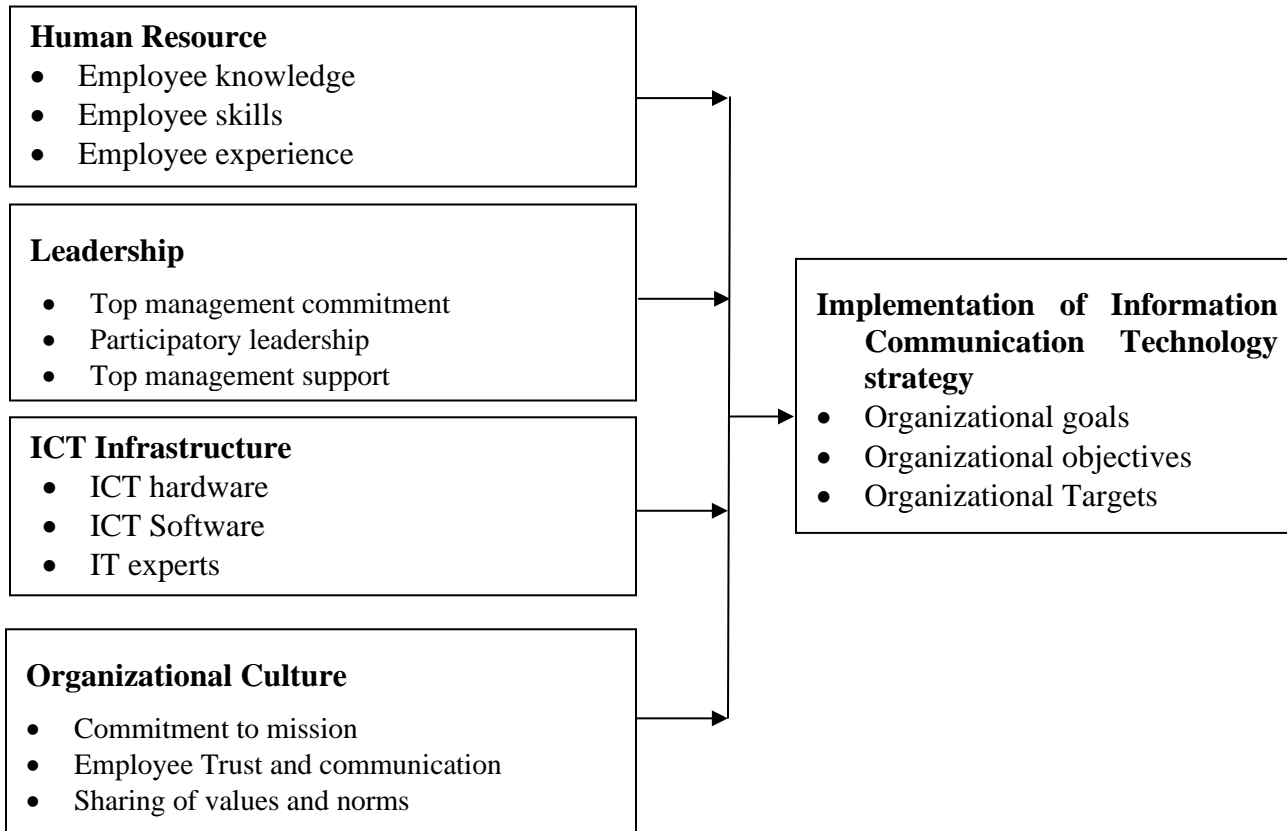 Human Resource
• Employee knowledge
• Employee skills
• Employee experience
Leadership
• Top management commitment
• Participatory leadership
• Top management support
ICT Infrastructure
• ICT hardware
• ICT Software
• IT experts
Organizational Culture
• Commitment to mission
• Employee Trust and communication
• Sharing of values and norms
Implementation of Information
Communication Technology
strategy
• Organizational goals
• Organizational objectives
• Organizational Targets